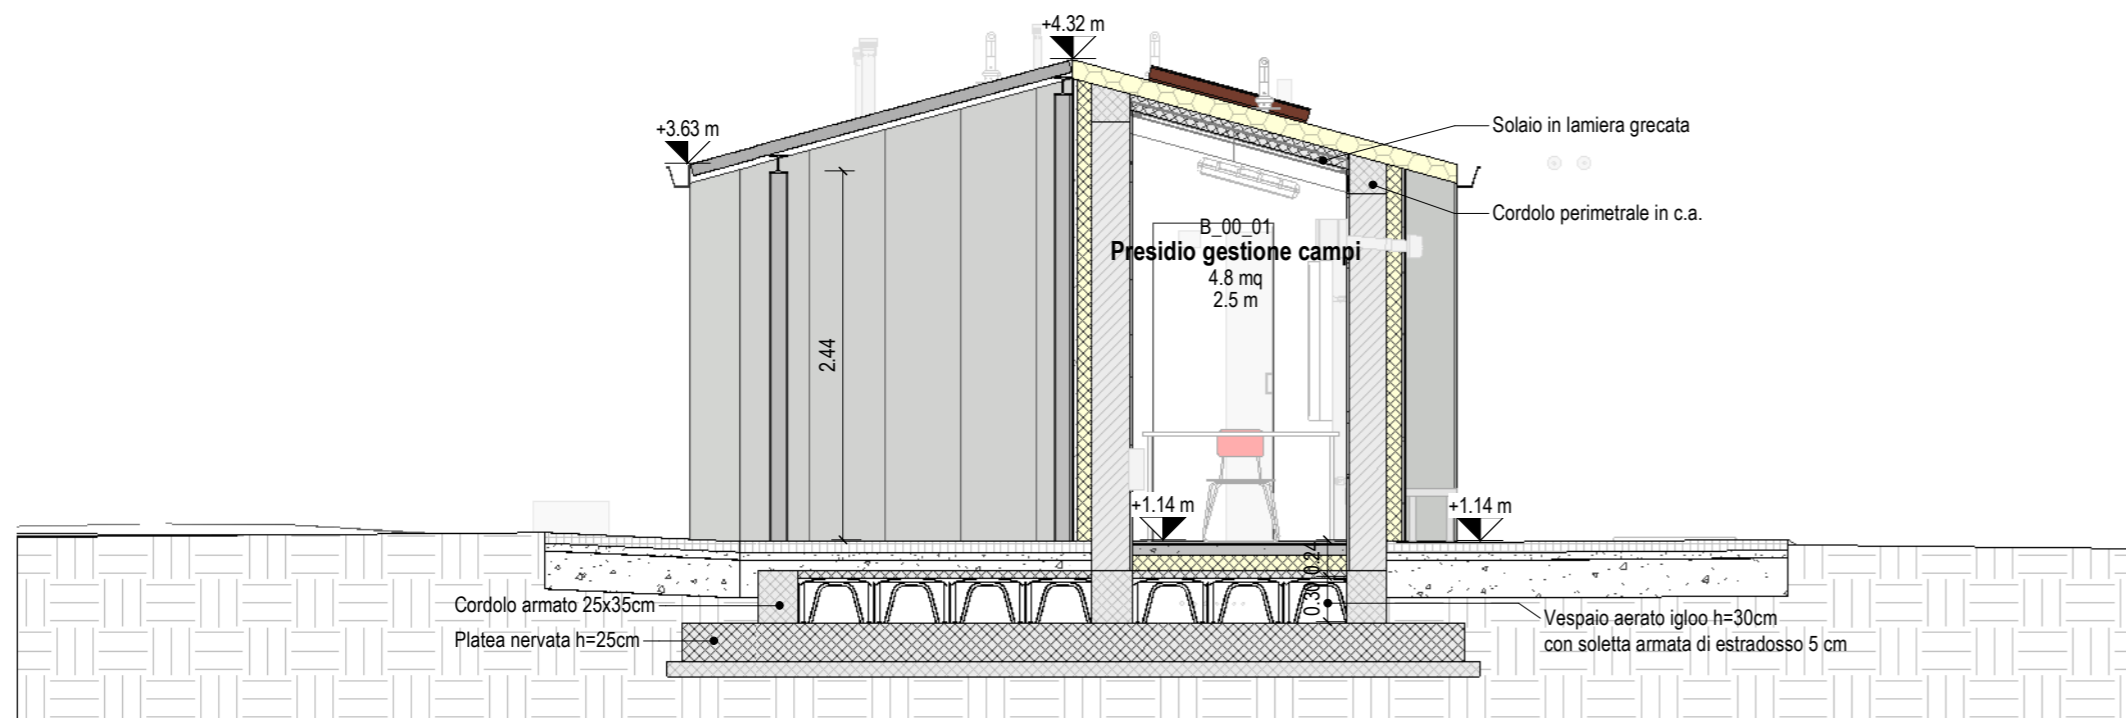 +4.32 m
+3.63 m
Solaio in lamiera grecata
Cordolo perimetrale in c.a.
B_00_01
Presidio gestione campi
4.8 mq
2.5 m
2.44
+1.14 m
+1.14 m
0.24
0.30
Cordolo armato 25x35cm
Platea nervata h=25cm
Vespaio aerato igloo h=30cm
con soletta armata di estradosso 5 cm